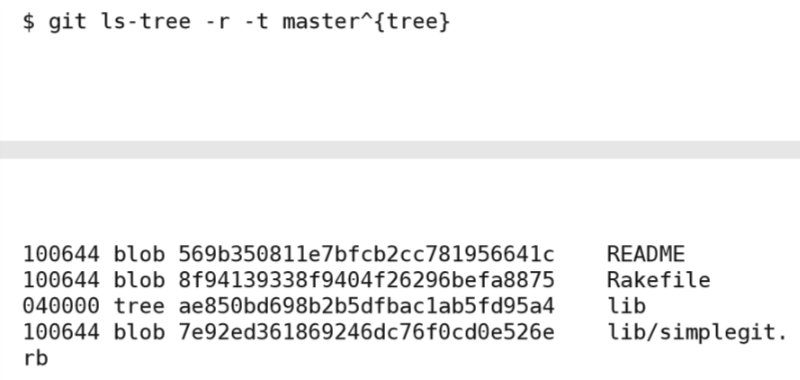 $ git ls-tree -r -t master^{tree}
100644 blob 569b350811e7bfcb2cc781956641c    README
100644 blob 8f94139338f9404f26296befa8875    Rakefile
040000 tree ae850bd698b2b5dfbac1ab5fd95a4    lib
100644 blob 7e92ed361869246dc76f0cd0e526e    lib/simplegit.
rb